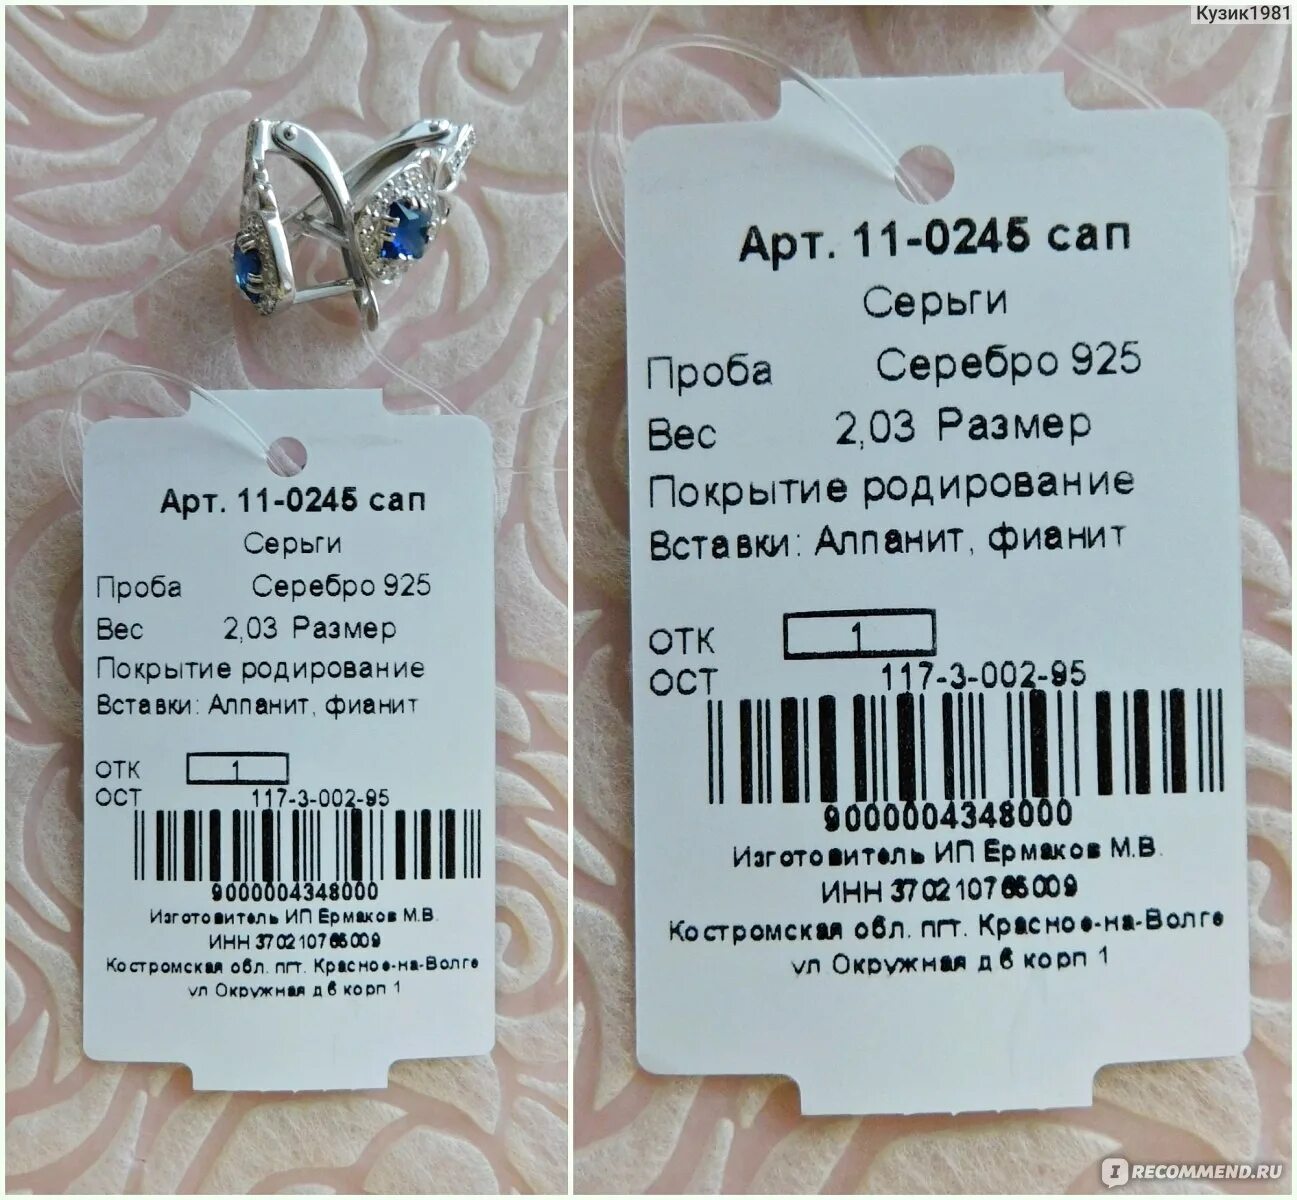 Кузик1981
Арт. 11-0245 сап
Серьги
Проба Серебро 925
Вес 2,03 Размер
Покрытие родирование
Вставки: Алпанит, фианит
ОТК 1
ОСТ 117-3-002-95
9000004348000
Изготовитель ИП Ермаков М.В.
ИНН 370210765009
Костромская обл. пгт. Красное-на-Волге
ул Окружная д 6 корп 1
Арт. 11-0245 сап
Серьги
Проба Серебро 925
Вес 2,03 Размер
Покрытие родирование
Вставки: Алпанит, фианит
ОТК 1
ОСТ 117-3-002-95
9000004348000
Изготовитель ИП Ермаков М.В.
ИНН 370210765009
Костромская обл. пгт. Красное-на-Волге
ул Окружная д 6 корп 1
IRECOMMEND.RU